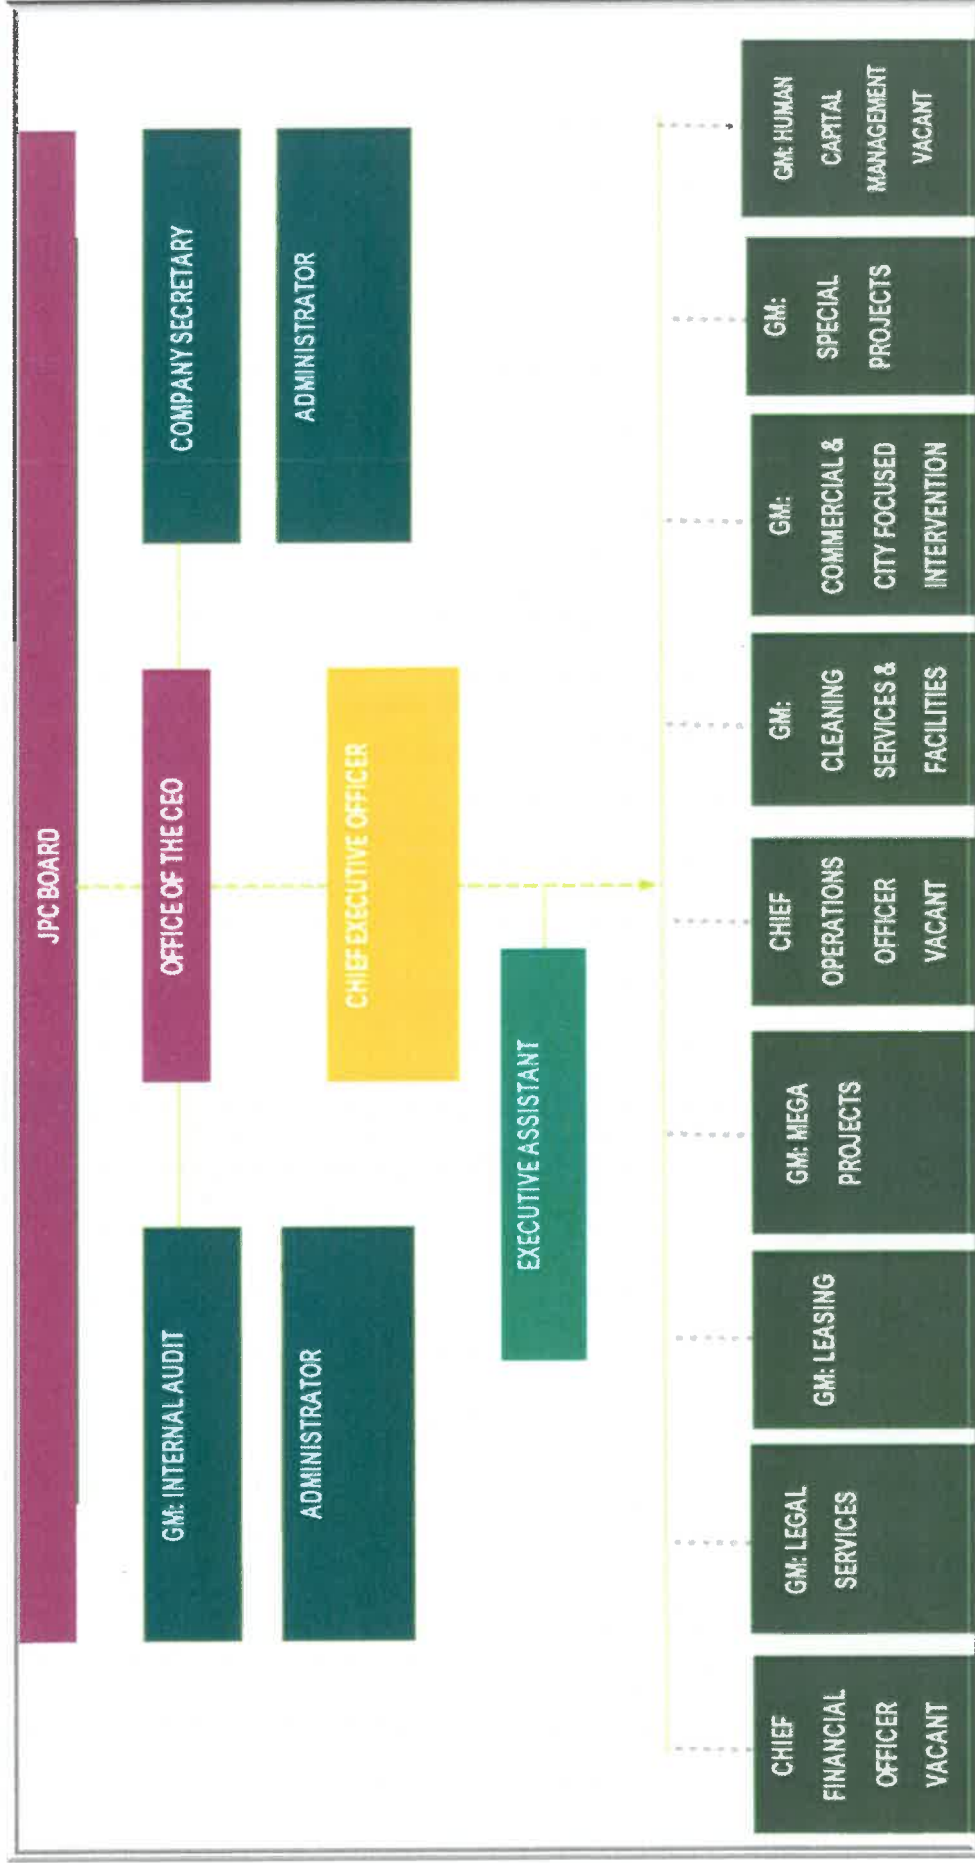 JPC BOARD
GM: INTERNAL AUDIT
OFFICE OF THE CEO
COMPANY SECRETARY
ADMINISTRATOR
CHIEF EXECUTIVE OFFICER
ADMINISTRATOR
EXECUTIVE ASSISTANT
CHIEF
FINANCIAL
OFFICER
VACANT
GM: LEGAL
SERVICES
GM: LEASING
GM: MEGA
PROJECTS
CHIEF
OPERATIONS
OFFICER
VACANT
GM:
CLEANING
SERVICES &
FACILITIES
GM:
COMMERCIAL &
CITY FOCUSED
INTERVENTION
GM:
SPECIAL
PROJECTS
GM: HUMAN
CAPITAL
MANAGEMENT
VACANT